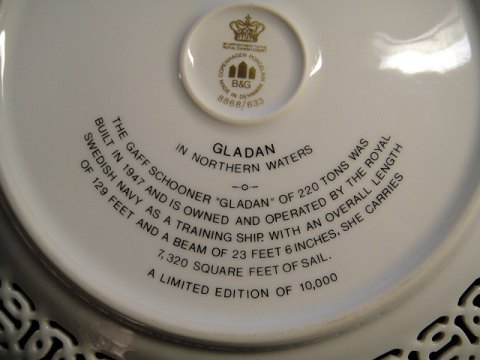 BY APPOINTMENT TO THE
ROYAL DANISH COURT
COPENHAGEN PORCELAIN
B&G
MADE IN DENMARK
8868/633
GLADAN
IN NORTHERN WATERS
-o-
THE GAFF SCHOONER "GLADAN" OF 220 TONS WAS
BUILT IN 1947 AND IS OWNED AND OPERATED BY THE ROYAL
SWEDISH NAVY AS A TRAINING SHIP. WITH AN OVERALL LENGTH
OF 129 FEET AND A BEAM OF 23 FEET 6 INCHES, SHE CARRIES
7,320 SQUARE FEET OF SAIL.
A LIMITED EDITION OF 10,000